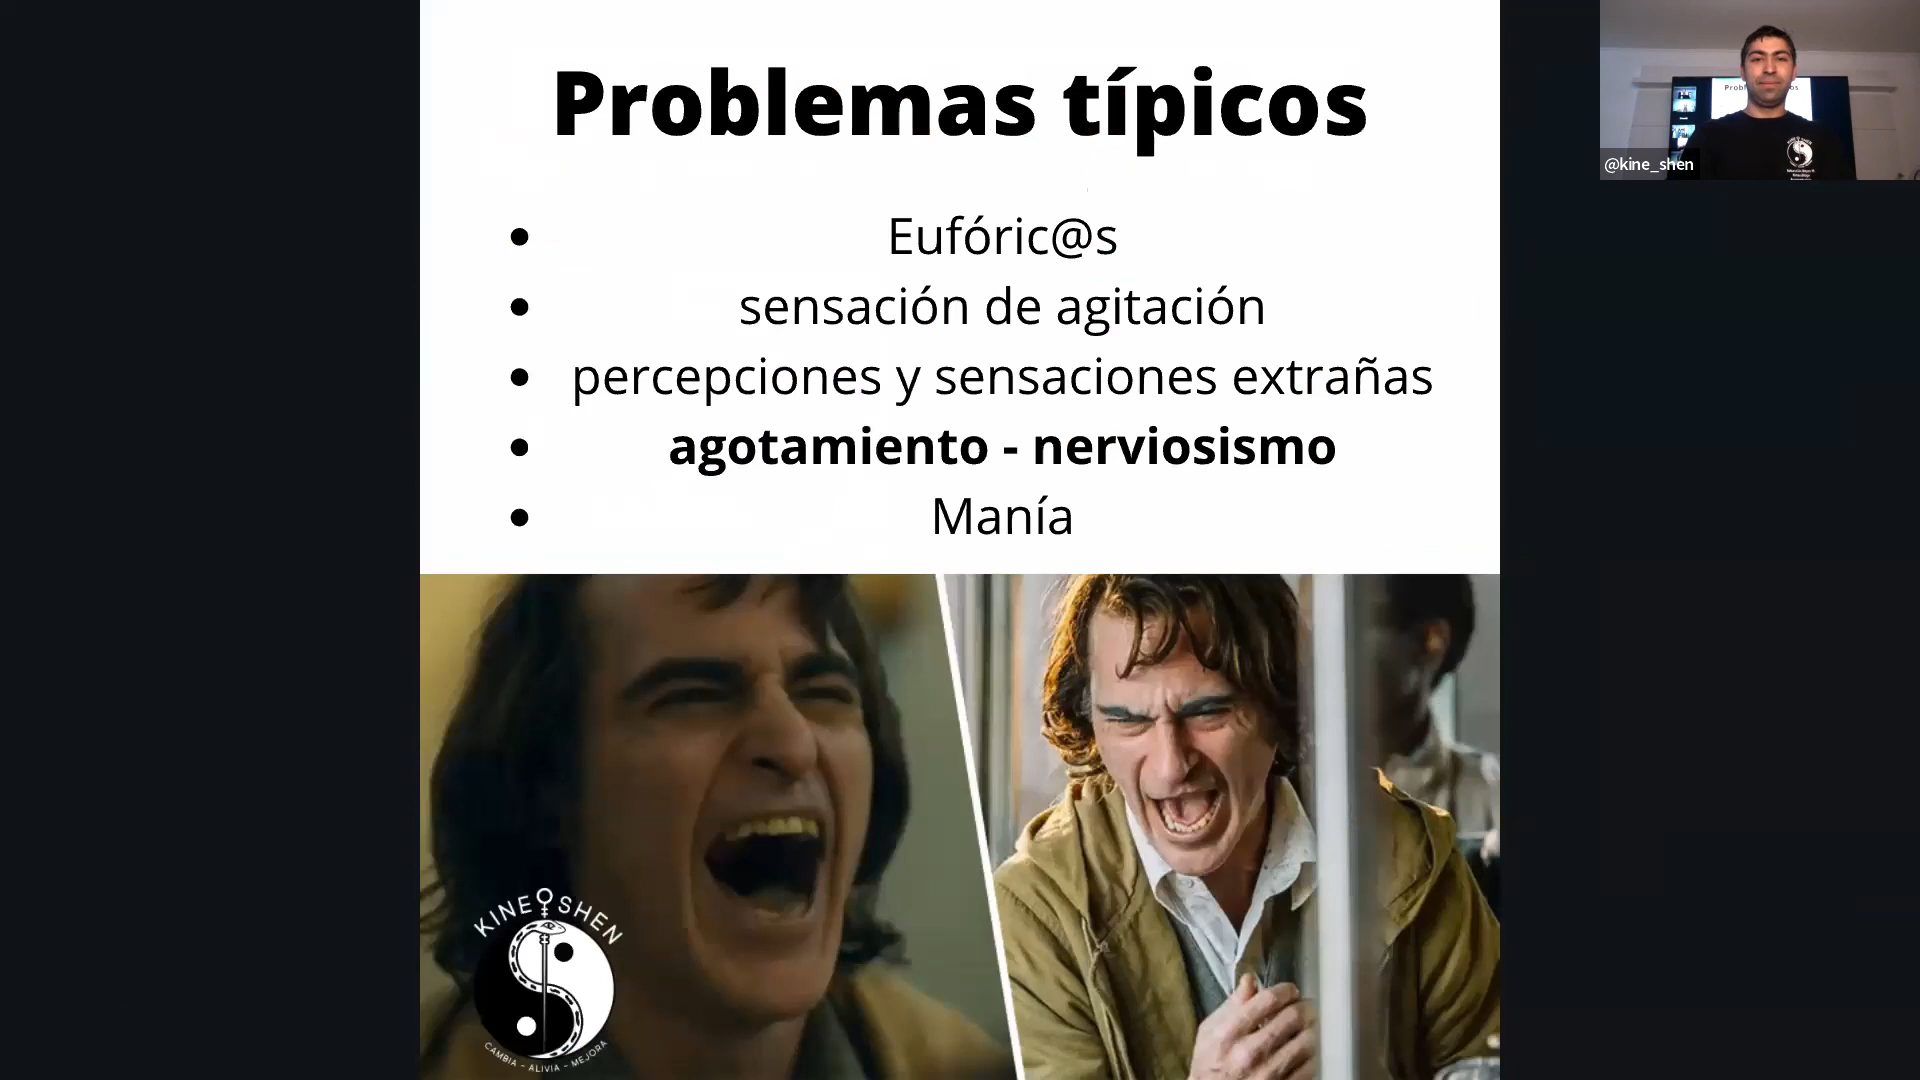 Problemas típicos
Eufóric@s
sensación de agitación
percepciones y sensaciones extrañas
agotamiento - nerviosismo
Manía
@kine_shen
KINE SHEN
CAMBIA - ALIVIA - MEJORA